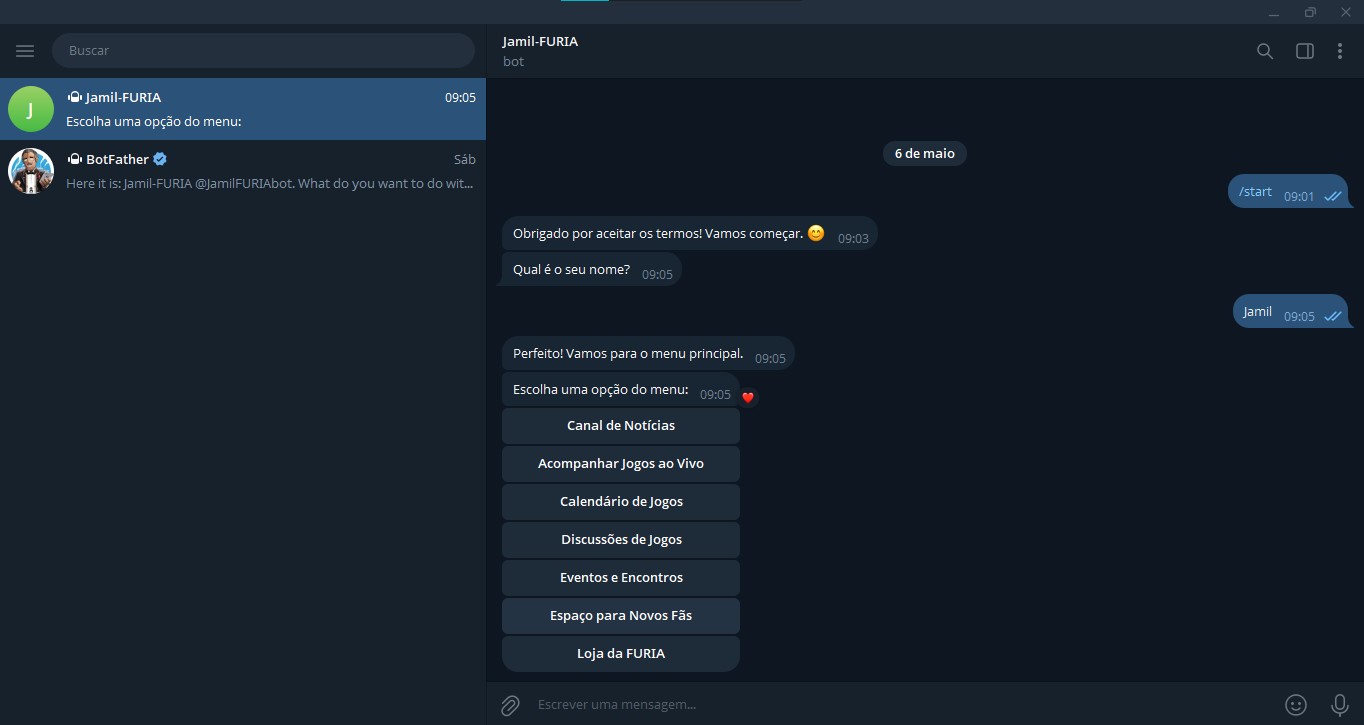 Buscar
J
Jamil-FURIA
09:05
Escolha uma opção do menu:
BotFather
Sáb
Here it is: Jamil-FURIA @JamilFURIAbot. What do you want to do wit...
Jamil-FURIA
bot
6 de maio
/start 09:01
Obrigado por aceitar os termos! Vamos começar. 😊 09:03
Qual é o seu nome? 09:05
Jamil 09:05
Perfeito! Vamos para o menu principal. 09:05
Escolha uma opção do menu: 09:05 ❤️
Canal de Notícias
Acompanhar Jogos ao Vivo
Calendário de Jogos
Discussões de Jogos
Eventos e Encontros
Espaço para Novos Fãs
Loja da FURIA
Escrever uma mensagem...